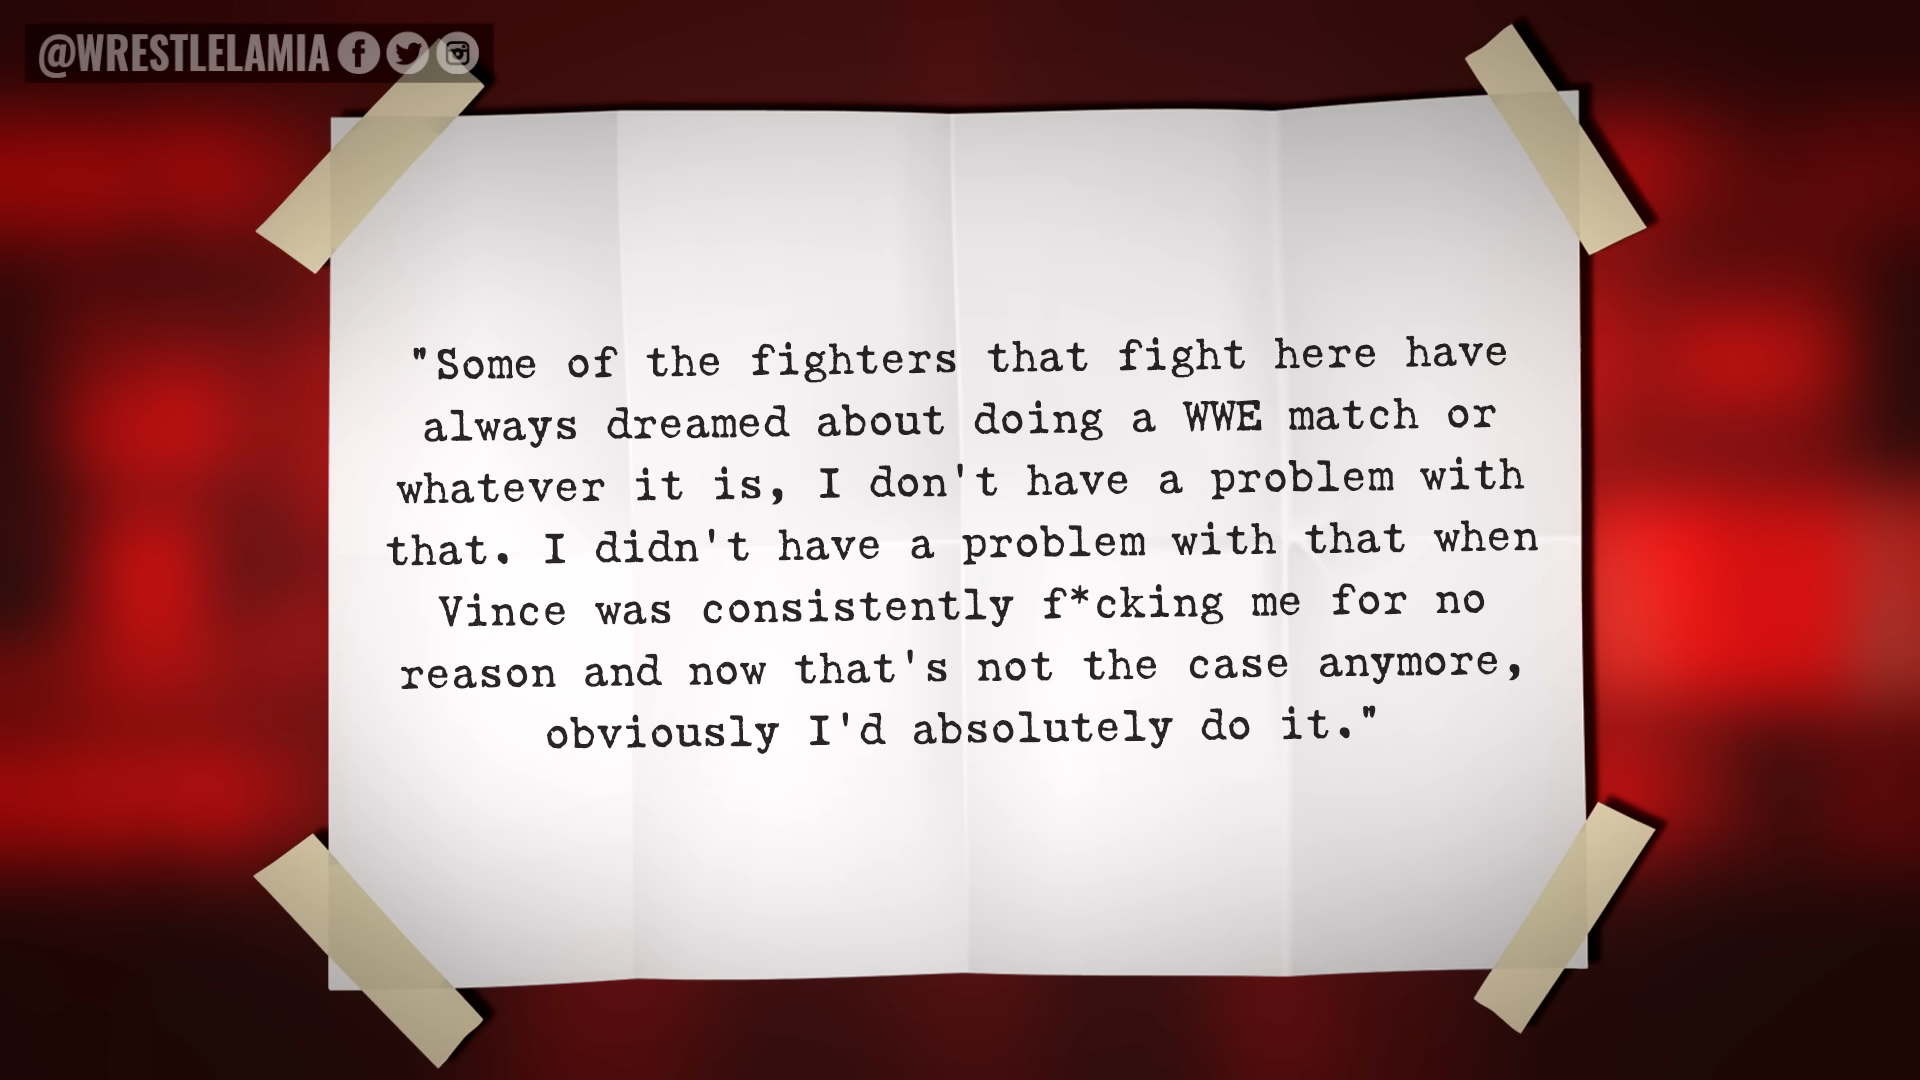 @WRESTLELAMIA
"Some of the fighters that fight here have
always dreamed about doing a WWE match or
whatever it is, I don't have a problem with
that. I didn't have a problem with that when
Vince was consistently f*cking me for no
reason and now that's not the case anymore,
obviously I'd absolutely do it."